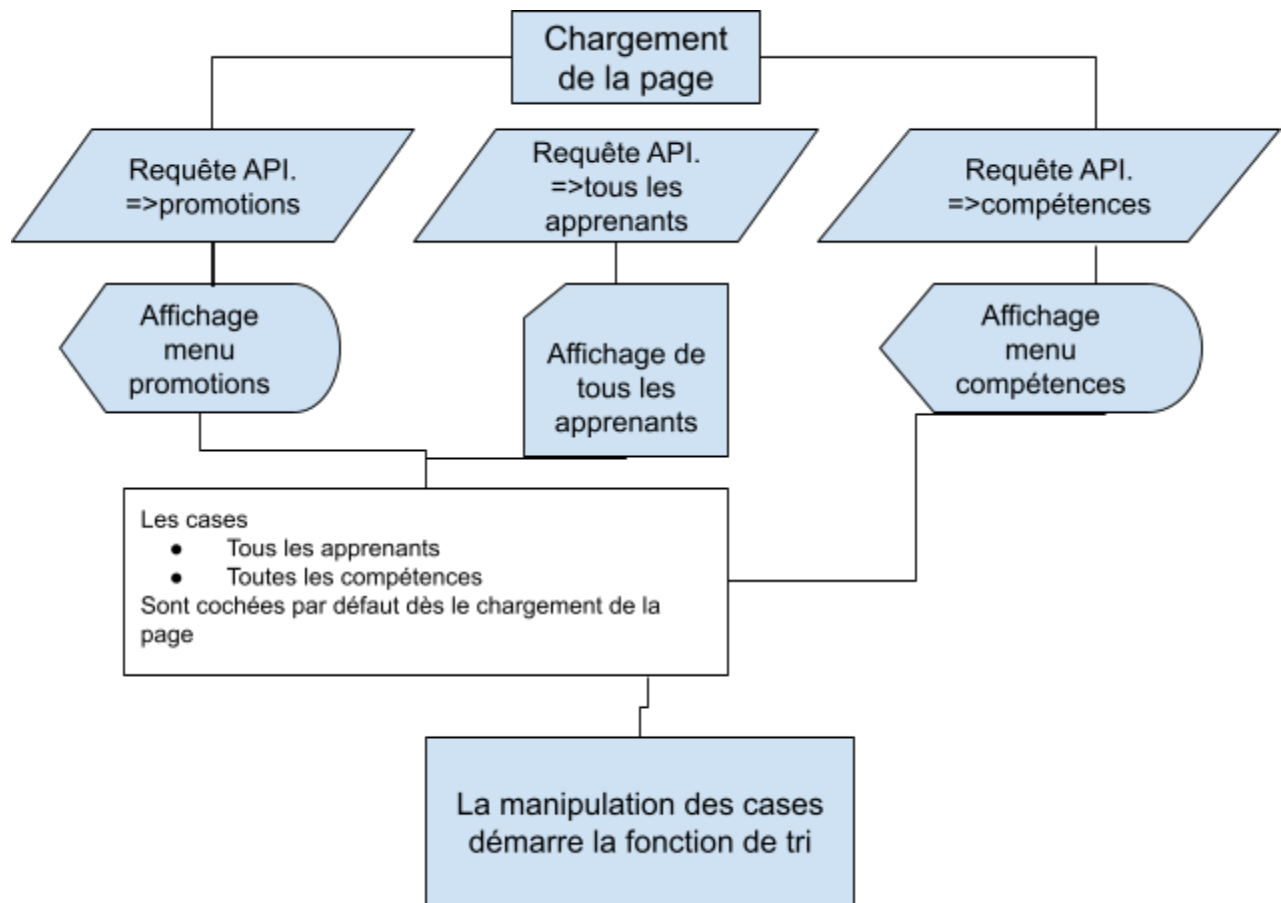 Chargement
de la page
Requête API.
=>promotions
Requête API.
=>tous les
apprenants
Requête API.
=>compétences
Affichage
menu
promotions
Affichage de
tous les
apprenants
Affichage
menu
compétences
Les cases
● Tous les apprenants
● Toutes les compétences
Sont cochées par défaut dès le chargement de la
page
La manipulation des cases
démarre la fonction de tri